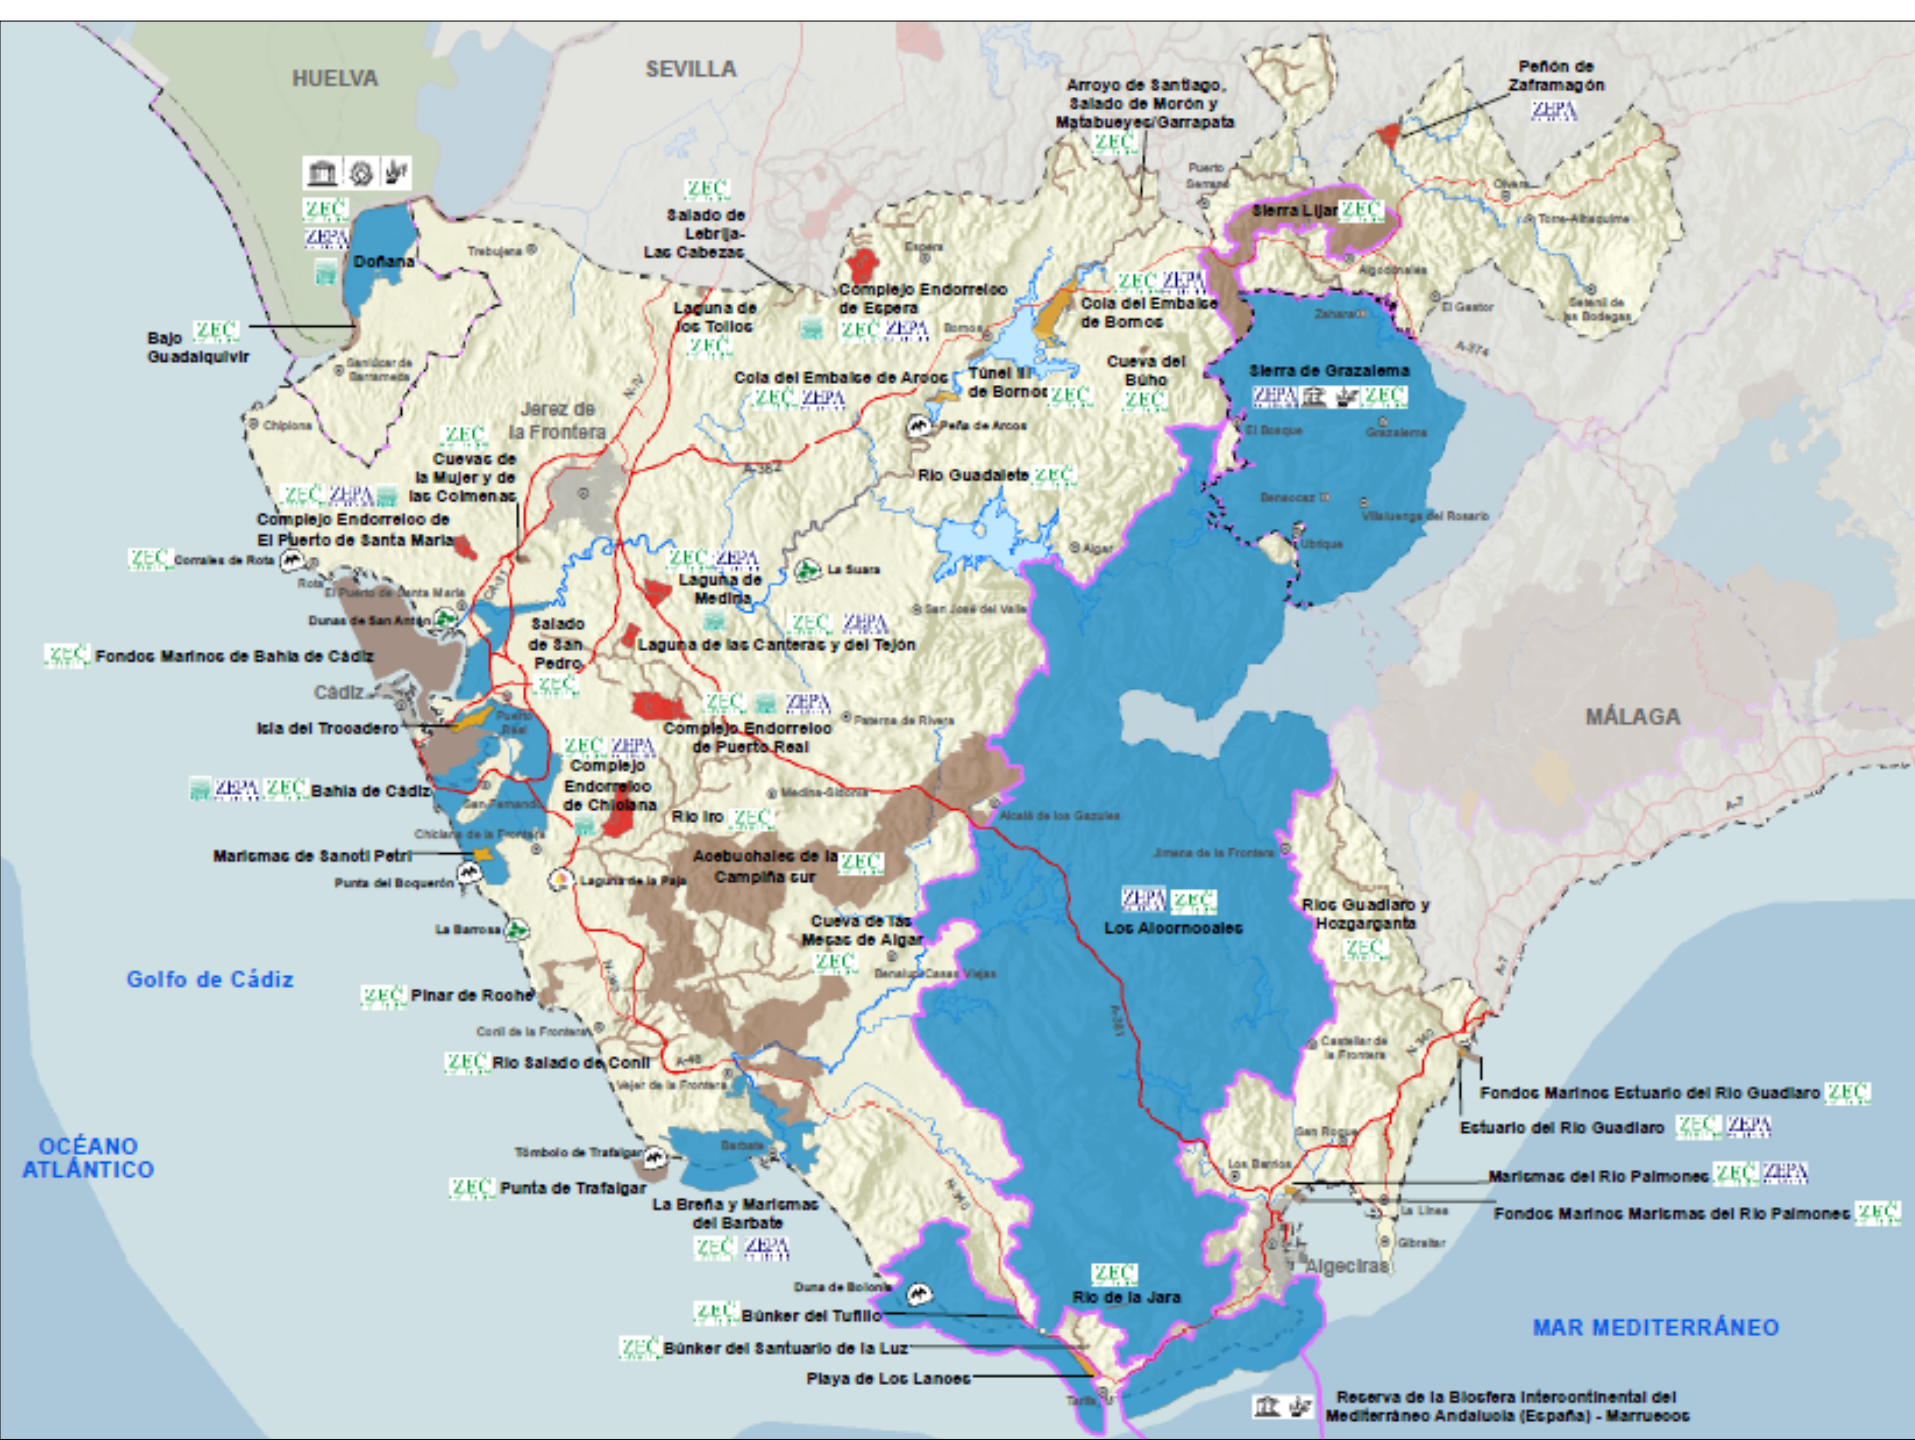 HUELVA
SEVILLA
Arroyo de Santiago,
Salado de Morón y
Matabueyes/Garrapata
ZEC
Peñón de
Zaframagón
ZEPA
Puerto
Serrano
Olvera
Torre-Alháquime
Setenil de
las Bodegas
Sierra Líjar ZEC
Algodonales
El Gastor
Zahara
A-374
ZEC
ZEPA
Doñana
Trebujena
ZEC
Salado de
Lebrija-
Las Cabezas
Espera
Complejo Endorreico
de Espera
ZEC ZEPA
Laguna de
los Tollos
ZEC
Bornos
ZEC ZEPA
Cola del Embalse
de Bornos
Bajo ZEC
Guadalquivir
Sanlúcar de
Barrameda
Chipiona
Cola del Embalse de Arcos
ZEC ZEPA
Túnel III
de Bornos ZEC
Cueva del
Búho
ZEC
Sierra de Grazalema
ZEPA ZEC
El Bosque
Grazalema
Benaocaz
Villaluenga del Rosario
Ubrique
Peña de Arcos
Río Guadalete ZEC
Jerez de
la Frontera
N-IV
A-382
ZEC
Cuevas de
la Mujer y de
las Colmenas
ZEC ZEPA
Complejo Endorreico de
El Puerto de Santa María
ZEC Corrales de Rota
Rota
El Puerto de Santa María
Dunas de San Antón
ZEC Fondos Marinos de Bahía de Cádiz
Cádiz
Isla del Trocadero
Puerto
Real
ZEPA ZEC Bahía de Cádiz
San Fernando
Chiclana de la Frontera
Marismas de Sancti Petri
Punta del Boquerón
La Barrosa
Laguna de la Paja
ZEC ZEPA
Laguna de
Medina
La Suara
Algar
San José del Valle
Salado
de San
Pedro
ZEC
ZEC ZEPA
Laguna de las Canteras y del Tejón
ZEC ZEPA
Complejo Endorreico
de Puerto Real
Paterna de Rivera
ZEC ZEPA
Complejo
Endorreico
de Chiclana
Medina-Sidonia
Río Iro ZEC
Alcalá de los Gazules
Acebuchales de la
Campiña sur
ZEC
Cueva de las
Mesas de Algar
ZEC
Benalup-Casas Viejas
ZEPA ZEC
Los Alcornocales
Jimena de la Frontera
Ríos Guadiaro y
Hozgarganta
ZEC
MÁLAGA
A-7
A-7
A-381
Golfo de Cádiz
ZEC Pinar de Roche
Conil de la Frontera
ZEC Río Salado de Conil
A-48
Vejer de la Frontera
Castellar de
la Frontera
N-340
OCÉANO
ATLÁNTICO
Tómbolo de Trafalgar
Barbate
ZEC Punta de Trafalgar
La Breña y Marismas
del Barbate
ZEC ZEPA
N-340
San Roque
Los Barrios
Fondos Marinos Estuario del Río Guadiaro ZEC
Estuario del Río Guadiaro ZEC ZEPA
Marismas del Río Palmones ZEC ZEPA
Fondos Marinos Marismas del Río Palmones ZEC
La Línea
Gibraltar
Algeciras
Duna de Bolonia
ZEC Búnker del Tufillo
ZEC
Río de la Jara
ZEC Búnker del Santuario de la Luz
Playa de Los Lances
Tarifa
MAR MEDITERRÁNEO
Reserva de la Biosfera Intercontinental del
Mediterráneo Andalucía (España) - Marruecos